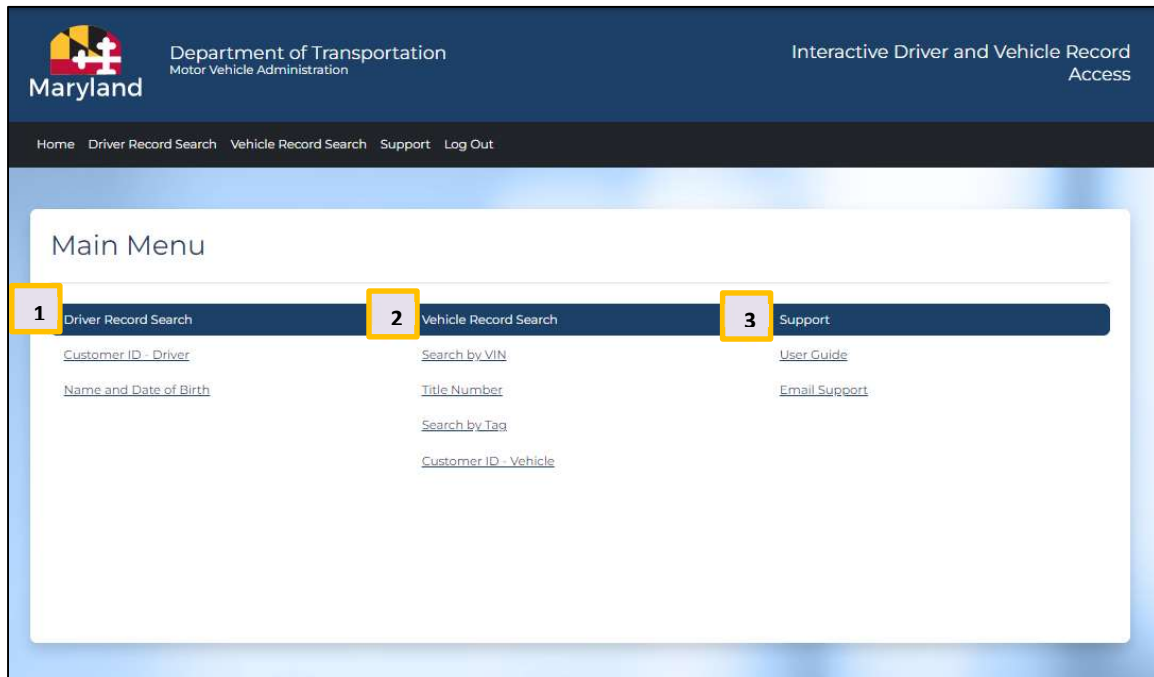 Maryland
Department of Transportation
Motor Vehicle Administration
Interactive Driver and Vehicle Record
Access
Home Driver Record Search Vehicle Record Search Support Log Out
Main Menu
1 Driver Record Search
Customer ID - Driver
Name and Date of Birth
2 Vehicle Record Search
Search by VIN
Title Number
Search by Tag
Customer ID - Vehicle
3 Support
User Guide
Email Support